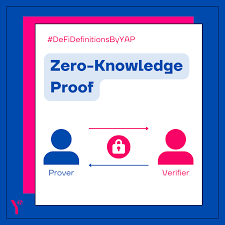 #DeFiDefinitionsByYAP
Zero-Knowledge
Proof
Prover
Verifier